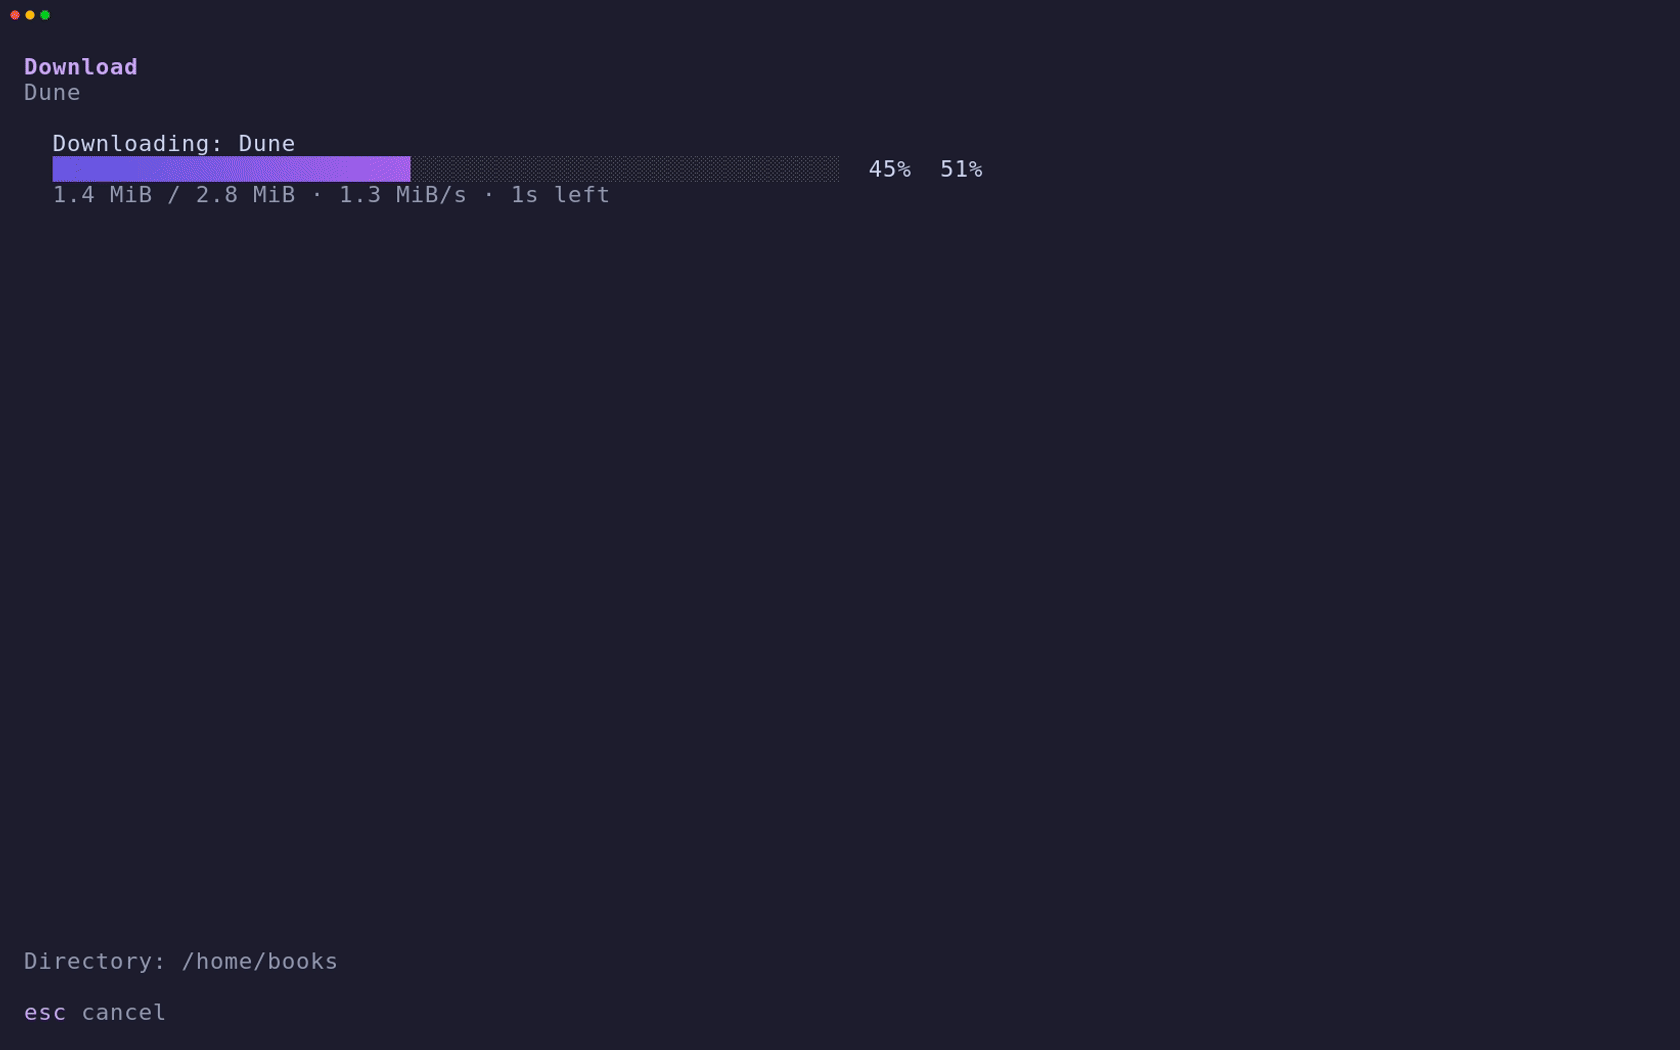 Download
Dune
Downloading: Dune
45% 51%
1.4 MiB / 2.8 MiB · 1.3 MiB/s · 1s left
Directory: /home/books
esc cancel